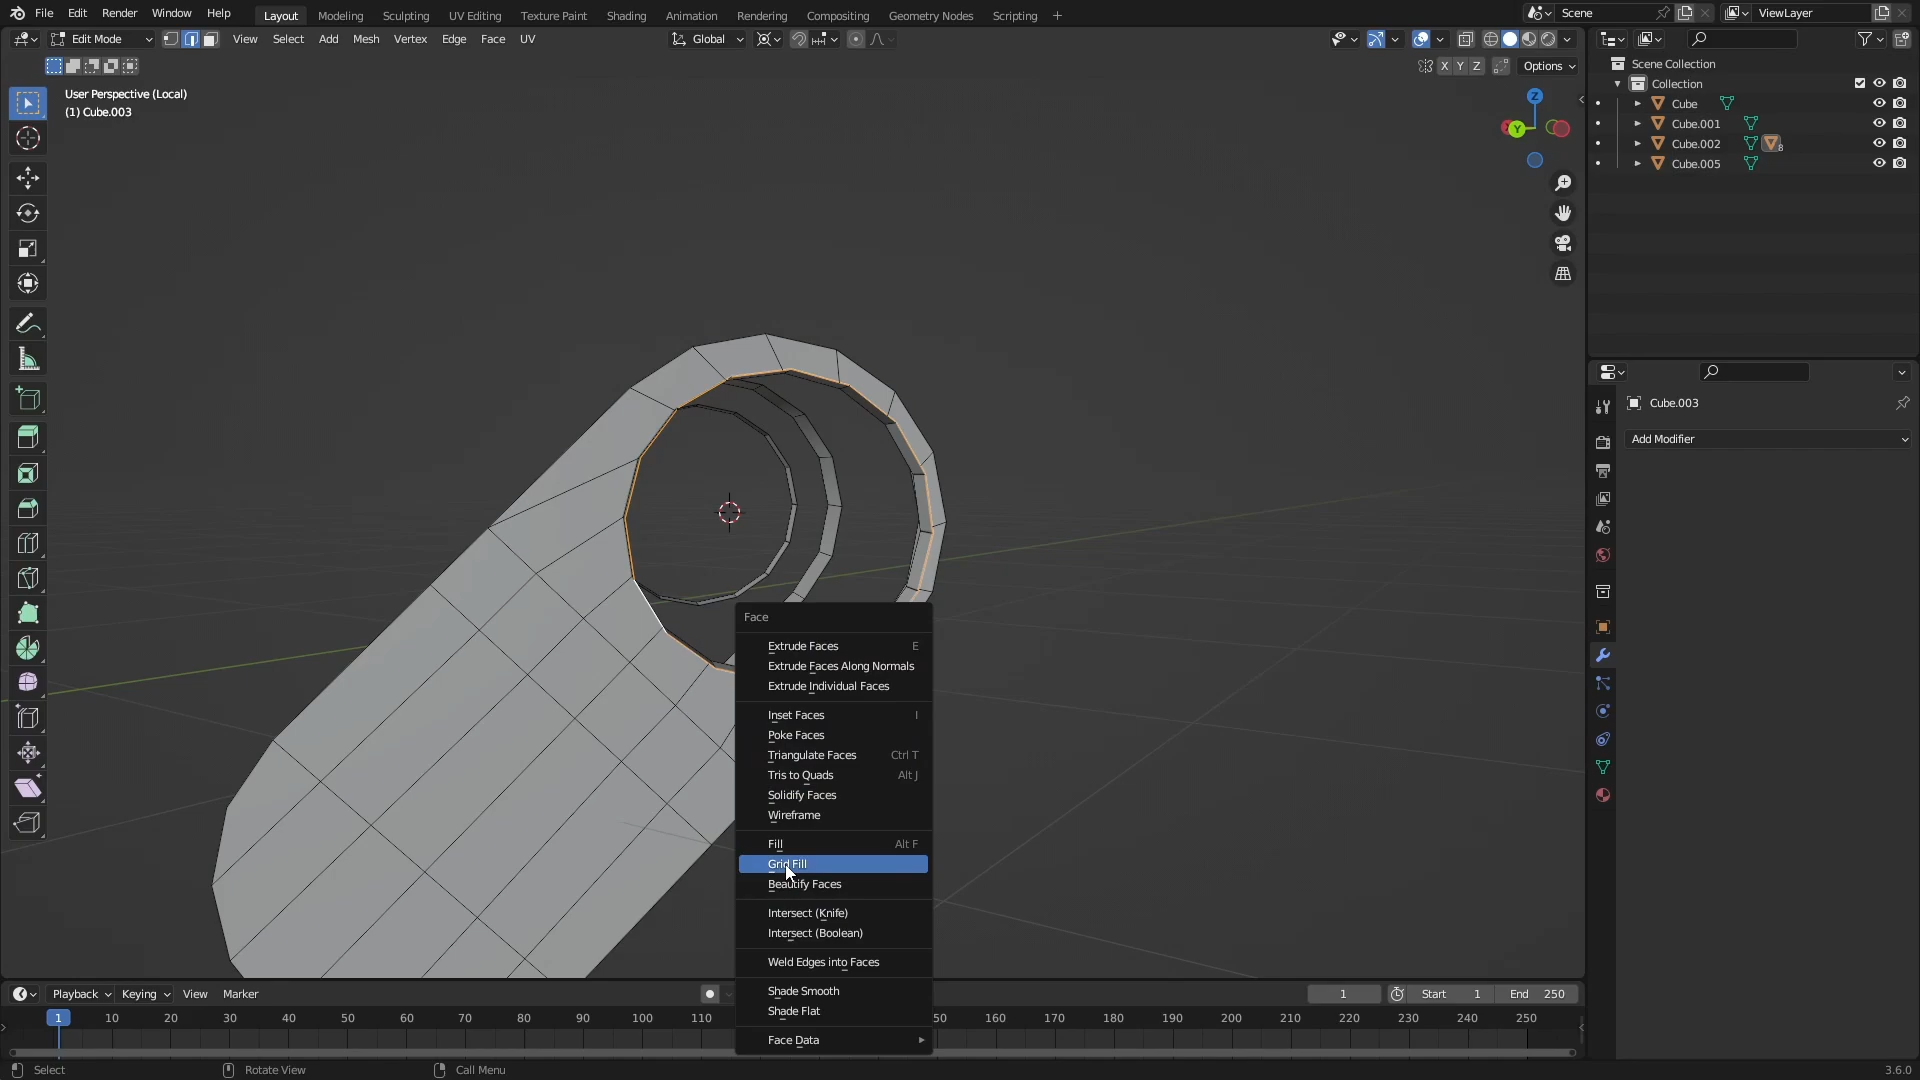 File Edit Render Window Help Layout Modeling Sculpting UV Editing Texture Paint Shading Animation Rendering Compositing Geometry Nodes Scripting Scene ViewLayer
Edit Mode View Select Add Mesh Vertex Edge Face UV Global
X Y Z Options
User Perspective (Local)
(1) Cube.003
Z
Y
Scene Collection
Collection
Cube
Cube.001
Cube.002 8
Cube.005
Cube.003
Add Modifier
Face
Extrude Faces E
Extrude Faces Along Normals
Extrude Individual Faces
Inset Faces I
Poke Faces
Triangulate Faces Ctrl T
Tris to Quads Alt J
Solidify Faces
Wireframe
Fill Alt F
Grid Fill
Beautify Faces
Intersect (Knife)
Intersect (Boolean)
Weld Edges into Faces
Shade Smooth
Shade Flat
Face Data
Playback Keying View Marker 1 Start 1 End 250
1 10 20 30 40 50 60 70 80 90 100 110 50 160 170 180 190 200 210 220 230 240 250
Select Rotate View Call Menu 3.6.0